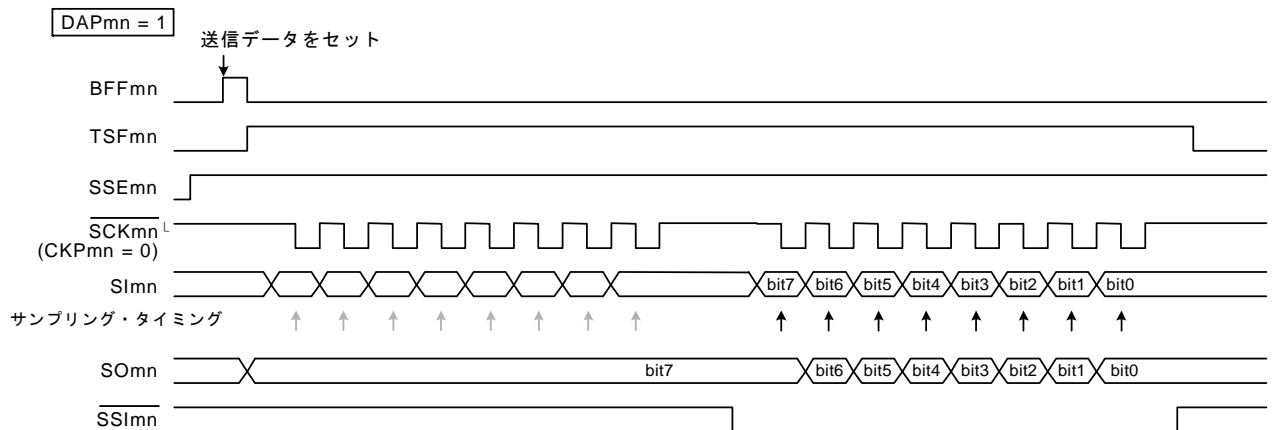 DAPmn = 1
送信データをセット
BFFmn
TSFmn
SSEmn
SCKmn
(CKPmn = 0)
SImn
bit7 bit6 bit5 bit4 bit3 bit2 bit1 bit0
サンプリング・タイミング
SOmn
bit7 bit6 bit5 bit4 bit3 bit2 bit1 bit0
SSImn